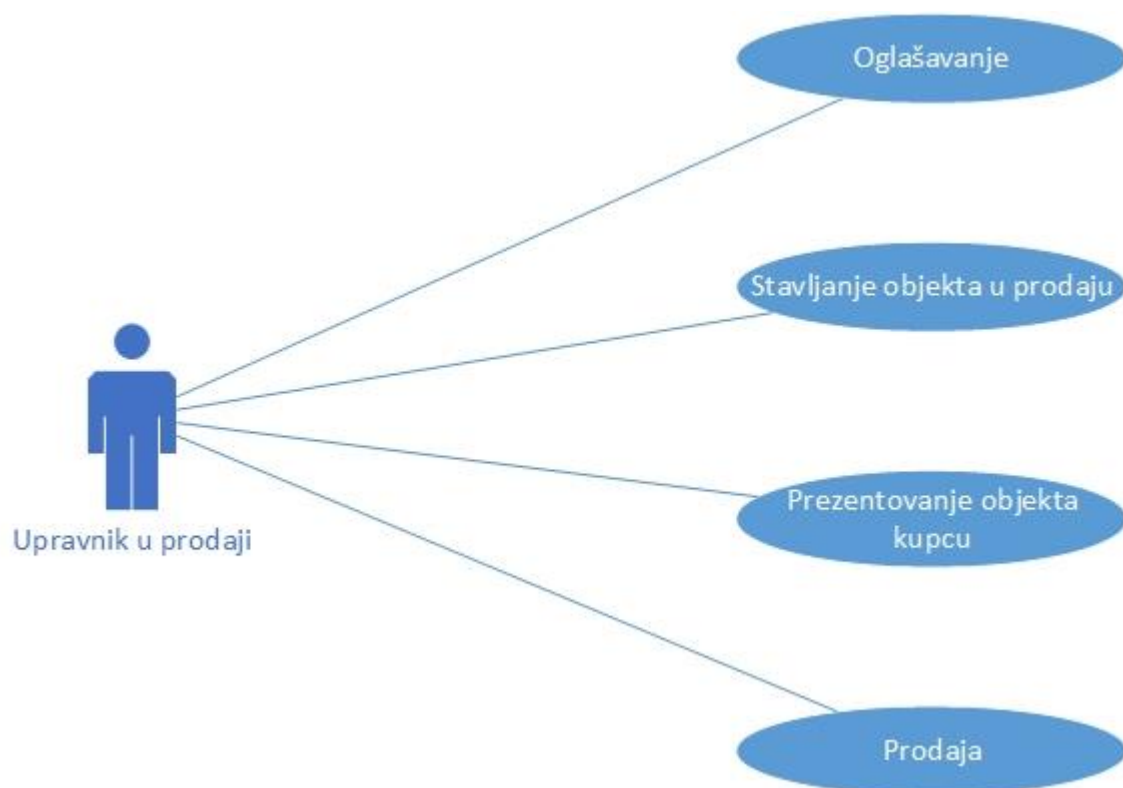 Oglašavanje
Stavljanje objekta u prodaju
Upravnik u prodaji
Prezentovanje objekta
kupcu
Prodaja